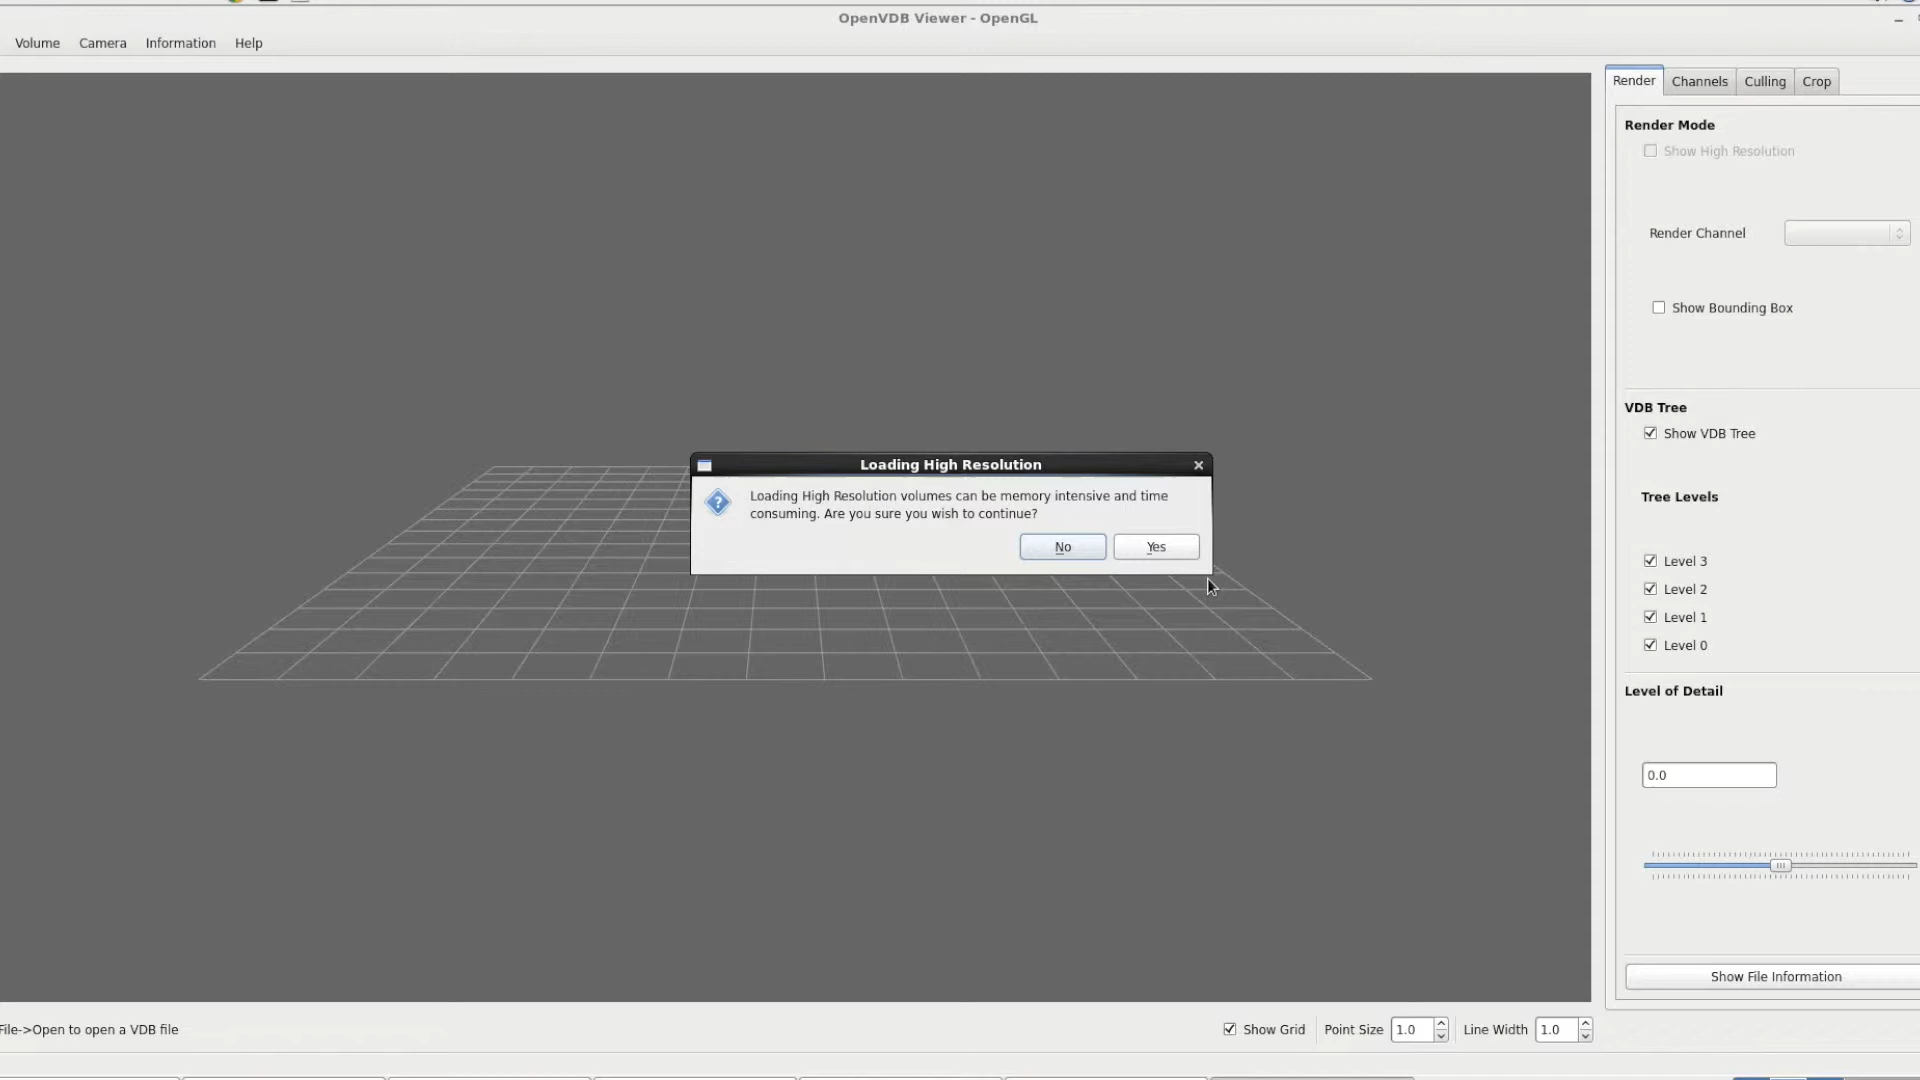 OpenVDB Viewer - OpenGL
Volume Camera Information Help
Render Channels Culling Crop
Render Mode
Show High Resolution
Render Channel
Show Bounding Box
VDB Tree
Show VDB Tree
Loading High Resolution
Loading High Resolution volumes can be memory intensive and time
consuming. Are you sure you wish to continue?
No Yes
Tree Levels
Level 3
Level 2
Level 1
Level 0
Level of Detail
0.0
Show File Information
File->Open to open a VDB file
Show Grid Point Size 1.0 Line Width 1.0